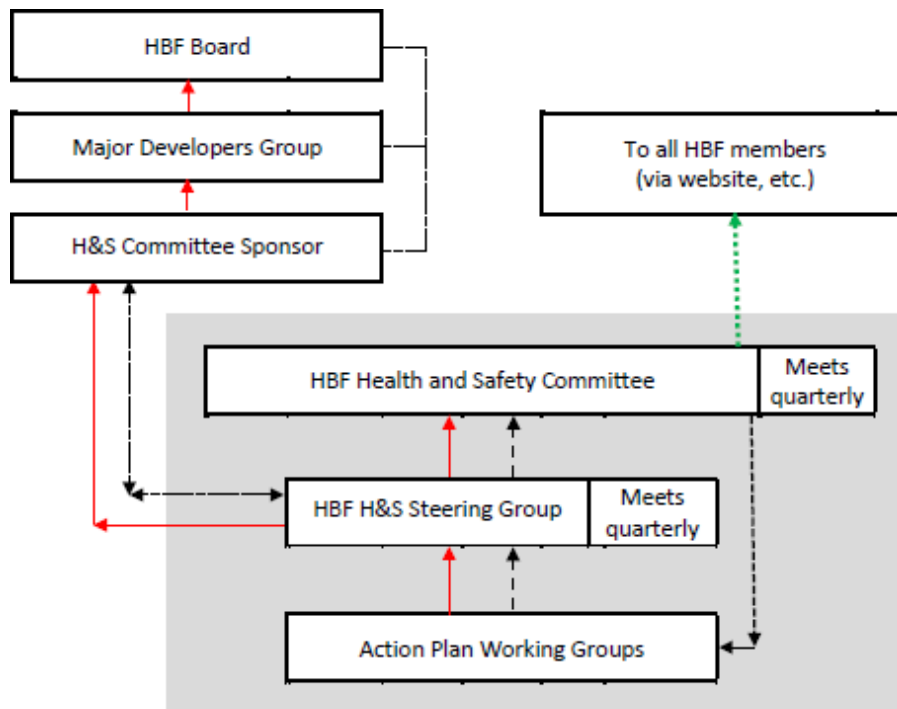 HBF Board
Major Developers Group
To all HBF members
(via website, etc.)
H&S Committee Sponsor
HBF Health and Safety Committee
Meets
quarterly
HBF H&S Steering Group
Meets
quarterly
Action Plan Working Groups